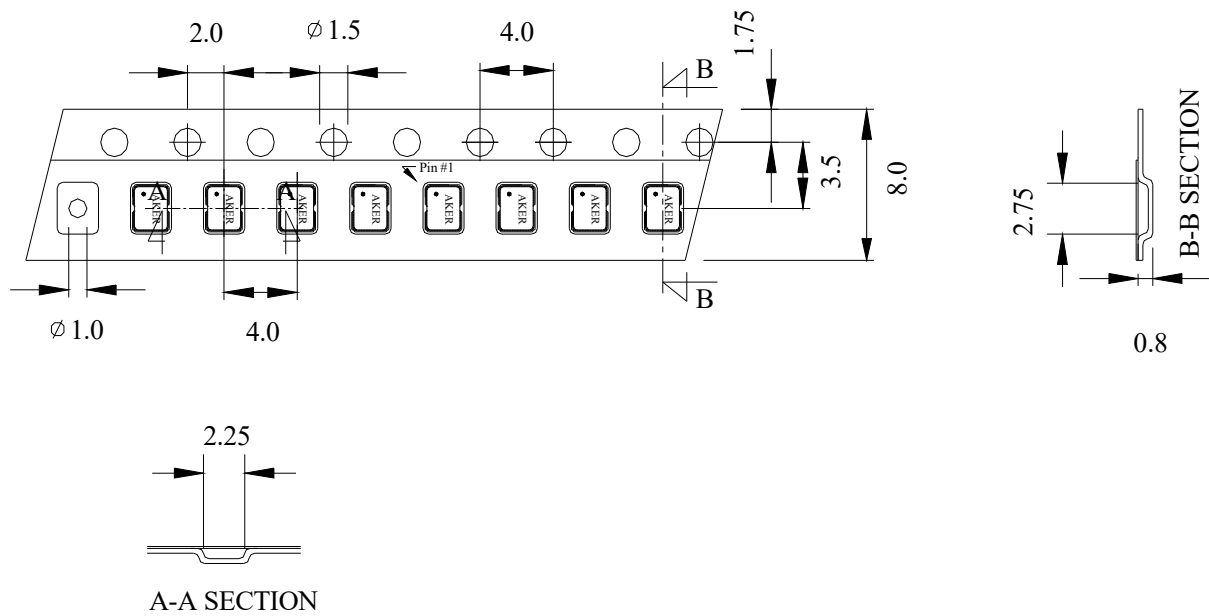 2.0
∅ 1.5
4.0
1.75
B
Pin #1
A
A
AKER
AKER
AKER
AKER
AKER
AKER
AKER
AKER
3.5
8.0
2.75
B-B SECTION
∅ 1.0
4.0
B
0.8
2.25
A-A SECTION